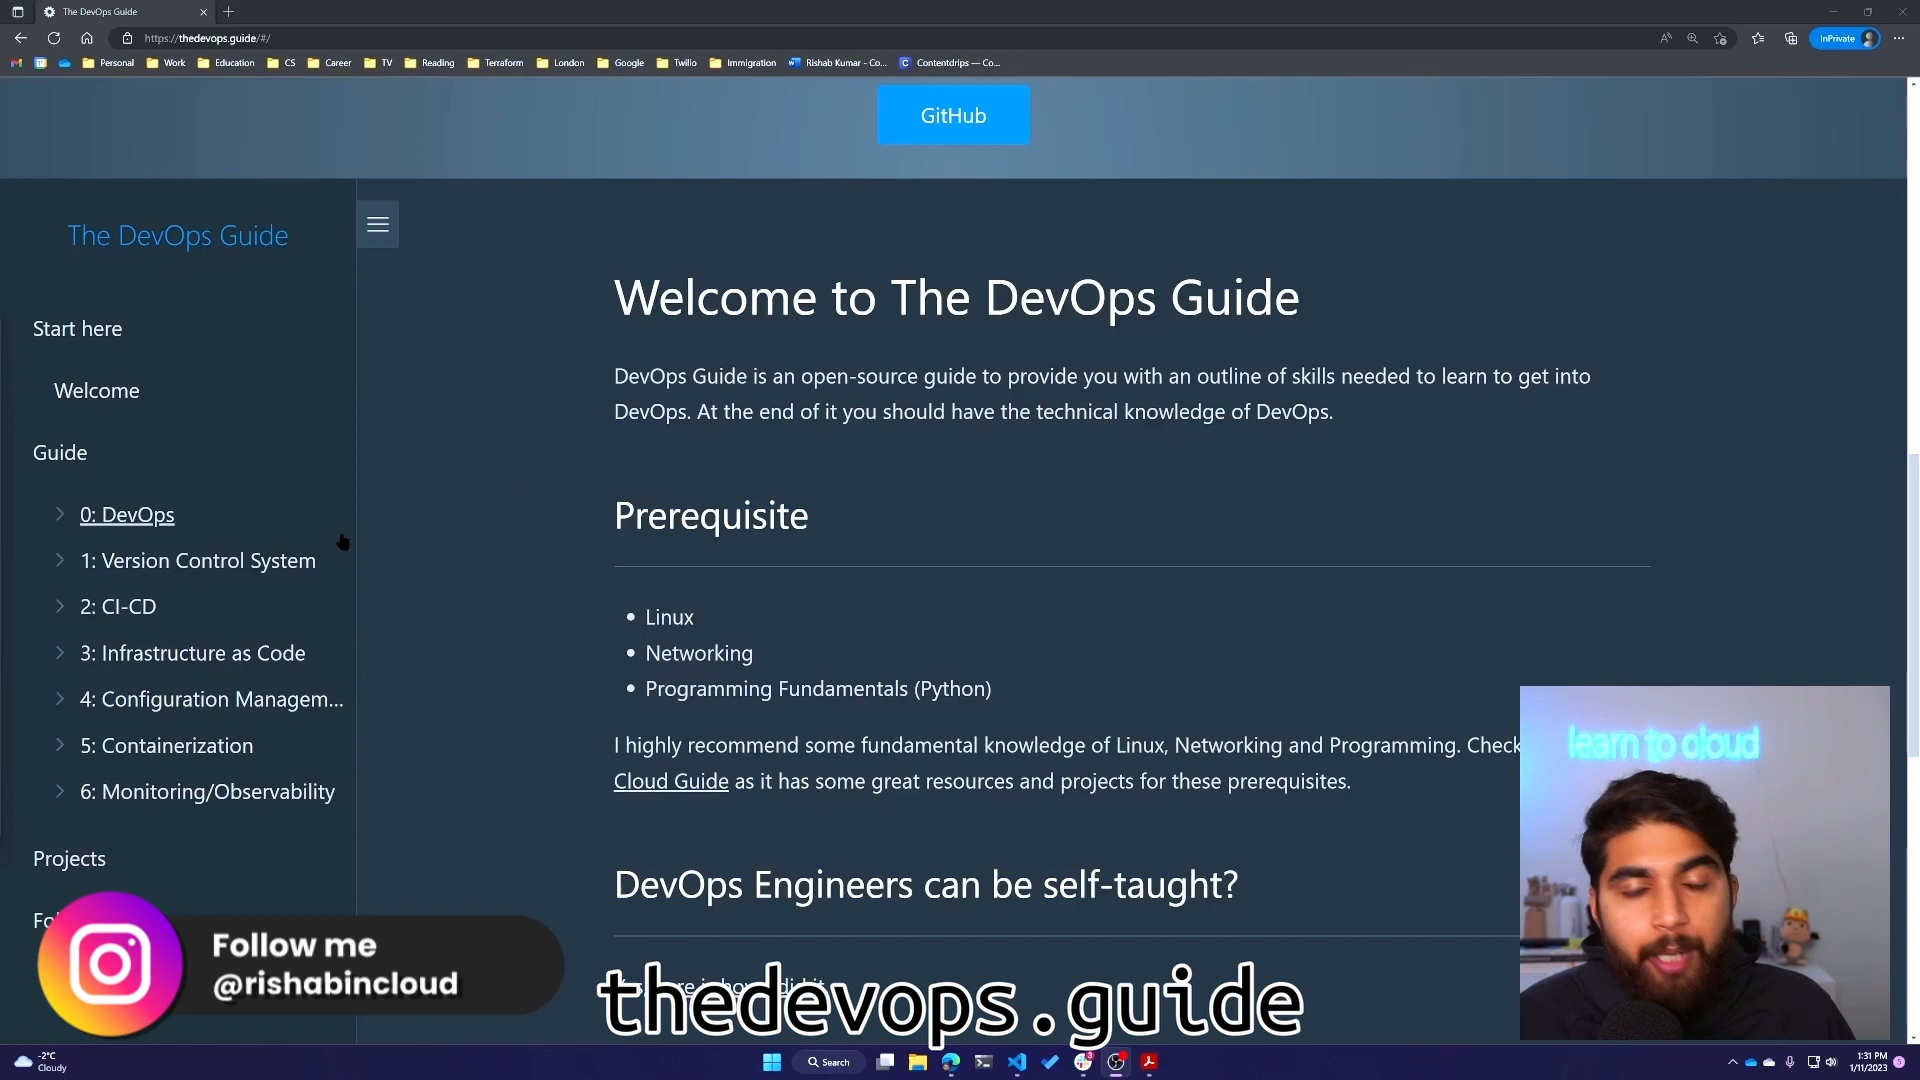 The DevOps Guide
https://thedevops.guide/#/
InPrivate
Personal
Work
Education
CS
Career
TV
Reading
Terraform
London
Google
Twilio
Immigration
Rishab Kumar - Co...
Contentdrips — Co...
GitHub
The DevOps Guide
Start here
Welcome
Guide
0: DevOps
1: Version Control System
2: CI-CD
3: Infrastructure as Code
4: Configuration Managem...
5: Containerization
6: Monitoring/Observability
Projects
Welcome to The DevOps Guide
DevOps Guide is an open-source guide to provide you with an outline of skills needed to learn to get into
DevOps. At the end of it you should have the technical knowledge of DevOps.
Prerequisite
Linux
Networking
Programming Fundamentals (Python)
I highly recommend some fundamental knowledge of Linux, Networking and Programming. Check
Cloud Guide as it has some great resources and projects for these prerequisites.
DevOps Engineers can be self-taught?
learn to cloud
Follow me
@rishabincloud
thedevops.guide
-2°C
Cloudy
Search
1:31 PM
1/11/2023